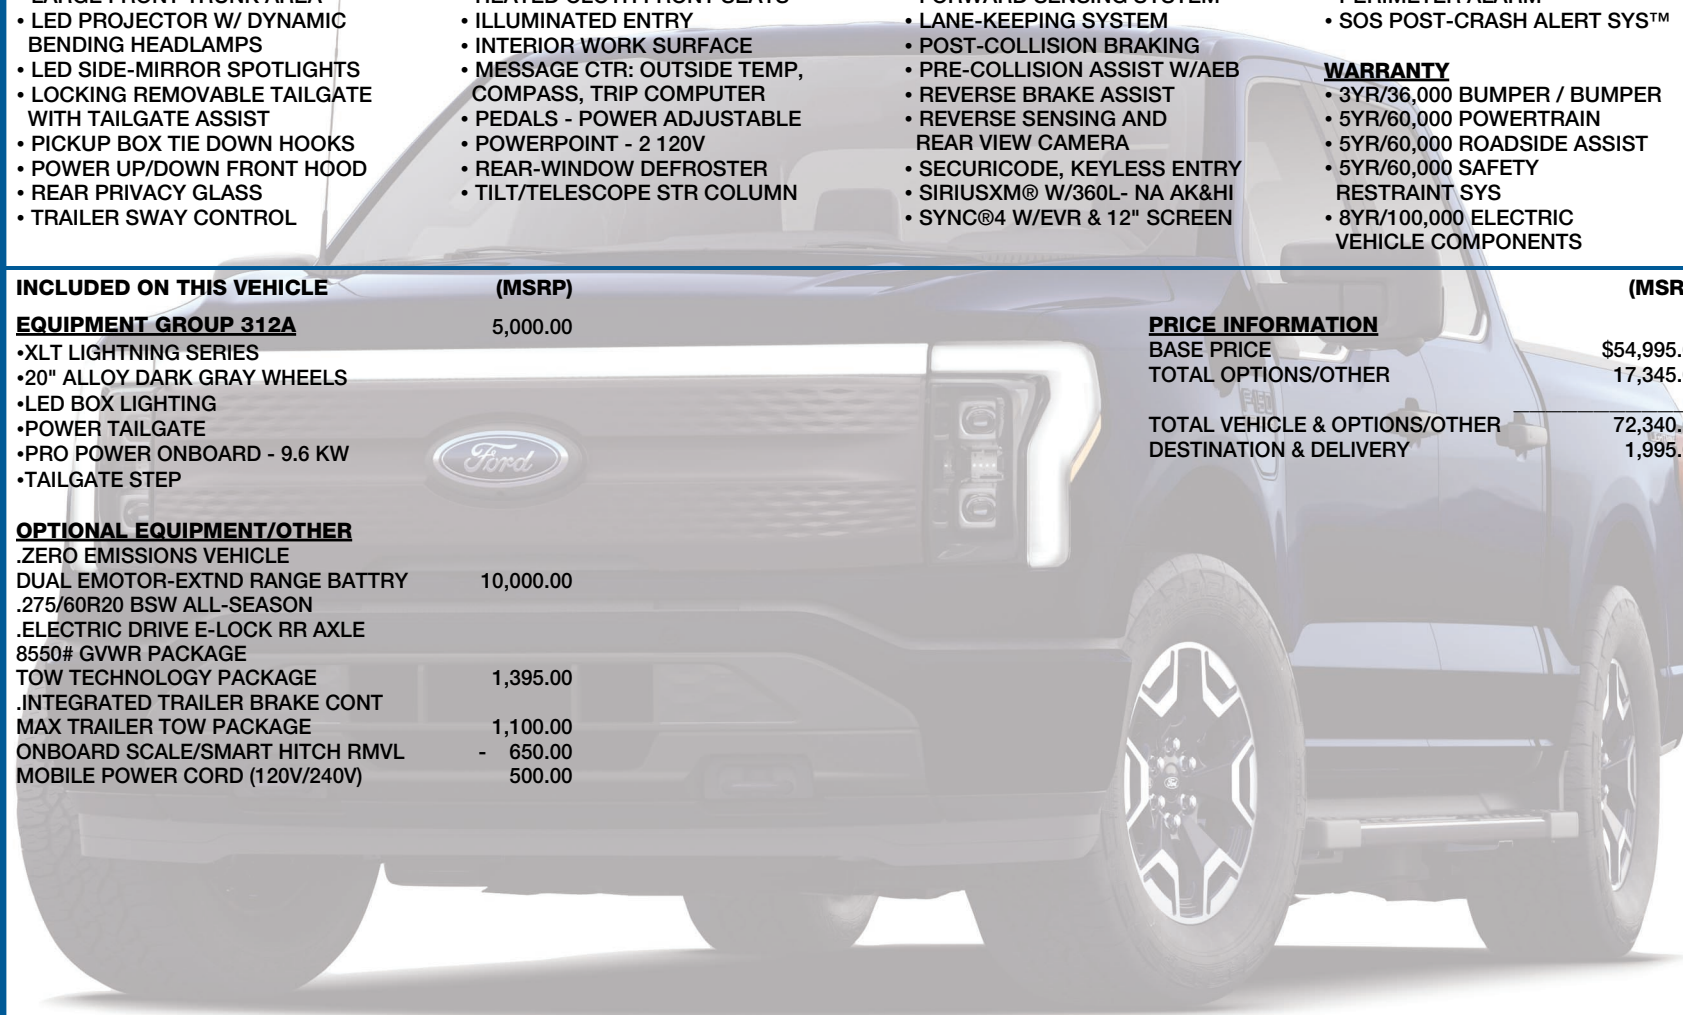 • LED PROJECTOR W/ DYNAMIC
BENDING HEADLAMPS
• LED SIDE-MIRROR SPOTLIGHTS
• LOCKING REMOVABLE TAILGATE
WITH TAILGATE ASSIST
• PICKUP BOX TIE DOWN HOOKS
• POWER UP/DOWN FRONT HOOD
• REAR PRIVACY GLASS
• TRAILER SWAY CONTROL
• ILLUMINATED ENTRY
• INTERIOR WORK SURFACE
• MESSAGE CTR: OUTSIDE TEMP,
COMPASS, TRIP COMPUTER
• PEDALS - POWER ADJUSTABLE
• POWERPOINT - 2 120V
• REAR-WINDOW DEFROSTER
• TILT/TELESCOPE STR COLUMN
• LANE-KEEPING SYSTEM
• POST-COLLISION BRAKING
• PRE-COLLISION ASSIST W/AEB
• REVERSE BRAKE ASSIST
• REVERSE SENSING AND
REAR VIEW CAMERA
• SECURICODE, KEYLESS ENTRY
• SIRIUSXM® W/360L- NA AK&HI
• SYNC®4 W/EVR & 12" SCREEN
• SOS POST-CRASH ALERT SYS™
WARRANTY
• 3YR/36,000 BUMPER / BUMPER
• 5YR/60,000 POWERTRAIN
• 5YR/60,000 ROADSIDE ASSIST
• 5YR/60,000 SAFETY
RESTRAINT SYS
• 8YR/100,000 ELECTRIC
VEHICLE COMPONENTS
INCLUDED ON THIS VEHICLE (MSRP)
EQUIPMENT GROUP 312A 5,000.00
•XLT LIGHTNING SERIES
•20" ALLOY DARK GRAY WHEELS
•LED BOX LIGHTING
•POWER TAILGATE
•PRO POWER ONBOARD - 9.6 KW
•TAILGATE STEP
OPTIONAL EQUIPMENT/OTHER
.ZERO EMISSIONS VEHICLE
DUAL EMOTOR-EXTND RANGE BATTRY 10,000.00
.275/60R20 BSW ALL-SEASON
.ELECTRIC DRIVE E-LOCK RR AXLE
8550# GVWR PACKAGE
TOW TECHNOLOGY PACKAGE 1,395.00
.INTEGRATED TRAILER BRAKE CONT
MAX TRAILER TOW PACKAGE 1,100.00
ONBOARD SCALE/SMART HITCH RMVL - 650.00
MOBILE POWER CORD (120V/240V) 500.00
(MSR
PRICE INFORMATION
BASE PRICE $54,995.
TOTAL OPTIONS/OTHER 17,345.
TOTAL VEHICLE & OPTIONS/OTHER 72,340.
DESTINATION & DELIVERY 1,995.
Ford